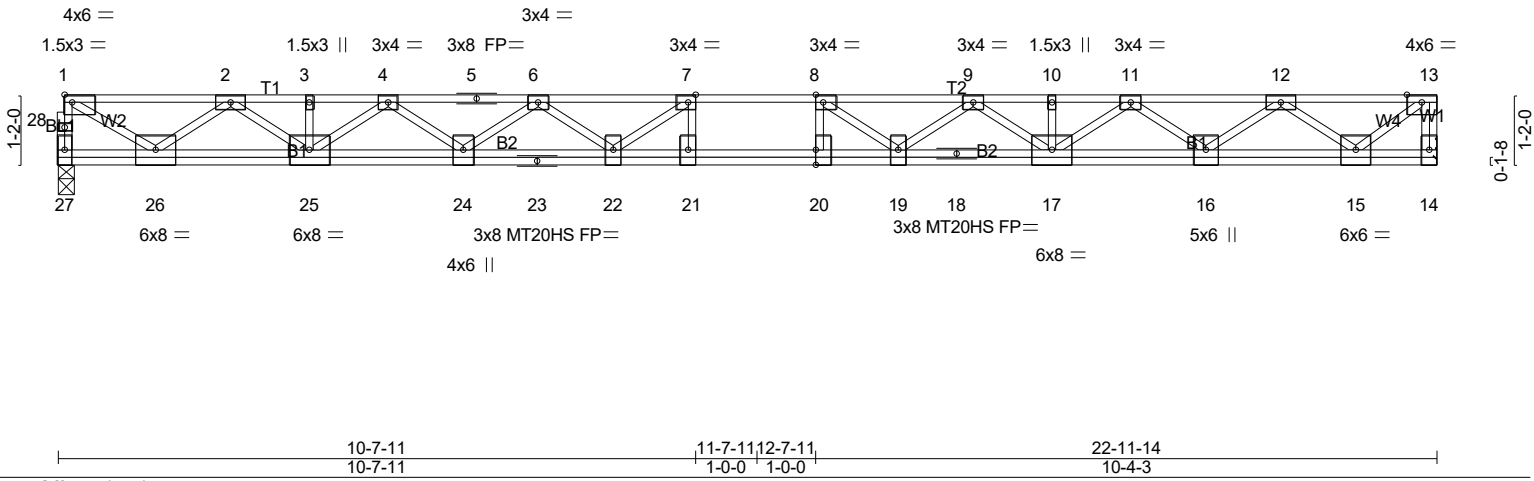 4x6 = 3x4 =
1.5x3 = 1.5x3 || 3x4 = 3x8 FP= 3x4 = 3x4 = 3x4 = 1.5x3 || 3x4 = 4x6 =
1 2 3 4 5 6 7 8 9 10 11 12 13
T1 T2
28 W2 W4 W1
1-2-0 1-2-0
B1 B2 B2 B1
0-1-8
27 26 25 24 23 22 21 20 19 18 17 16 15 14
3x8 MT20HS FP=
6x8 = 6x8 = 3x8 MT20HS FP= 5x6 || 6x6 =
6x8 =
4x6 ||
10-7-11 11-7-11 12-7-11 22-11-14
10-7-11 1-0-0 1-0-0 10-4-3